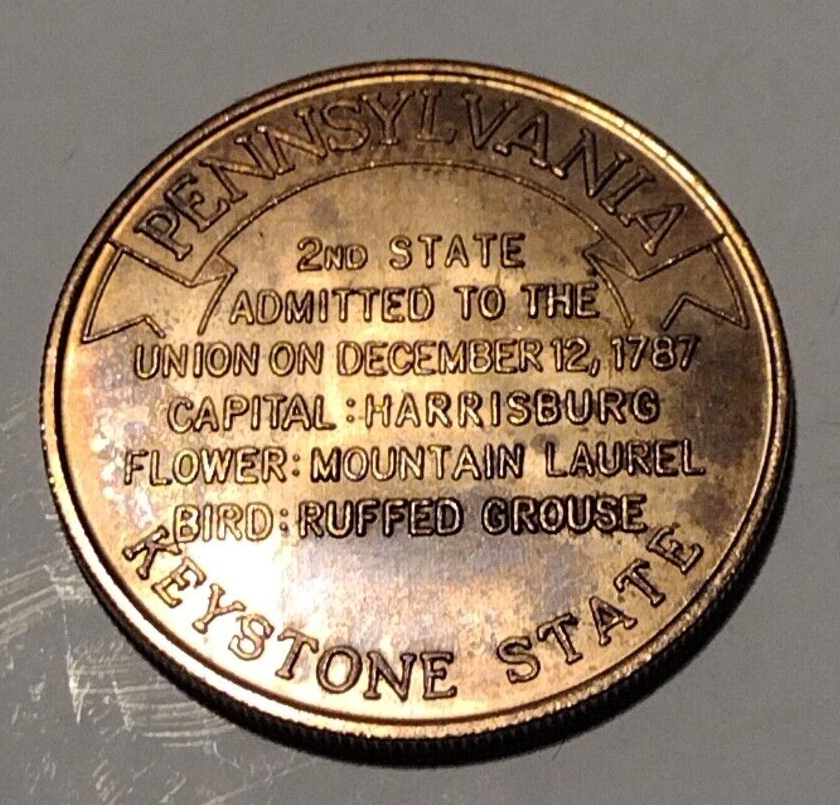 PENNSYLVANIA
2ND STATE
ADMITTED TO THE
UNION ON DECEMBER 12, 1787
CAPITAL : HARRISBURG
FLOWER: MOUNTAIN LAUREL
BIRD: RUFFED GROUSE
KEYSTONE STATE